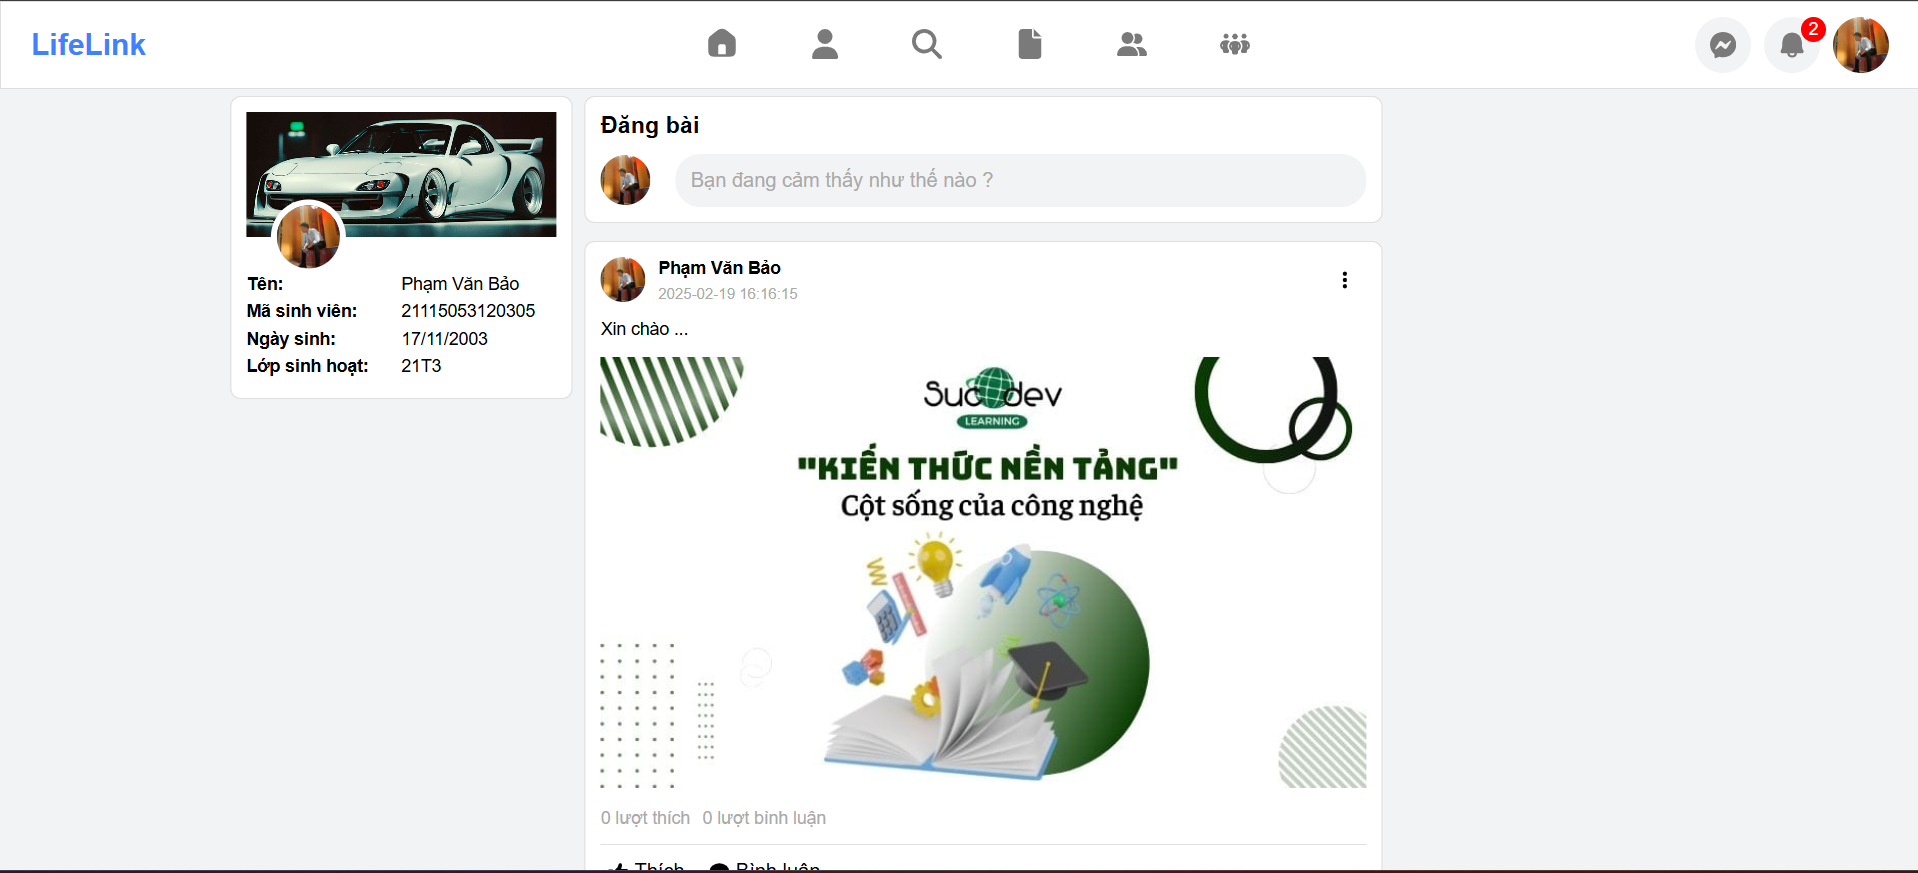 LifeLink
2
Tên: Phạm Văn Bảo
Mã sinh viên: 21115053120305
Ngày sinh: 17/11/2003
Lớp sinh hoạt: 21T3
Đăng bài
Bạn đang cảm thấy như thế nào ?
Phạm Văn Bảo
2025-02-19 16:16:15
Xin chào ...
Sucodev
LEARNING
"KIẾN THỨC NỀN TẢNG"
Cột sống của công nghệ
0 lượt thích 0 lượt bình luận
Thích Bình luận